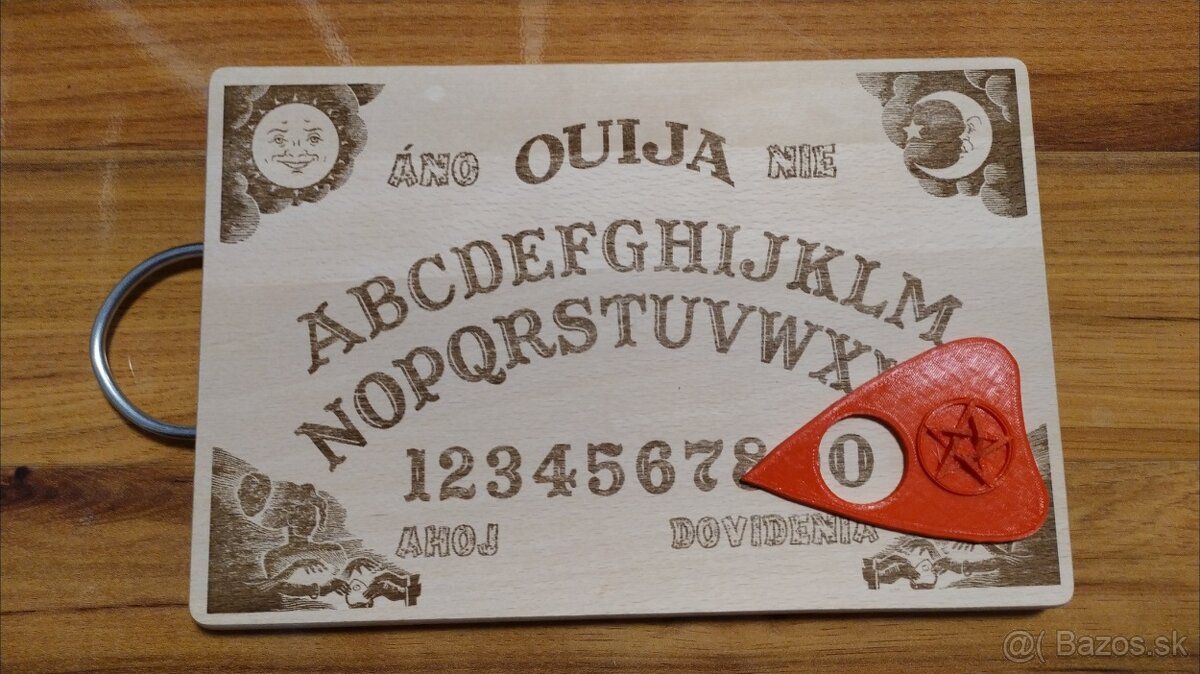 ÁNO OUIJA NIE
ABCDEFGHIJKLM
NOPQRSTUVWX
12345678 0
AHOJ DOVIDENIA
@( Bazos.sk